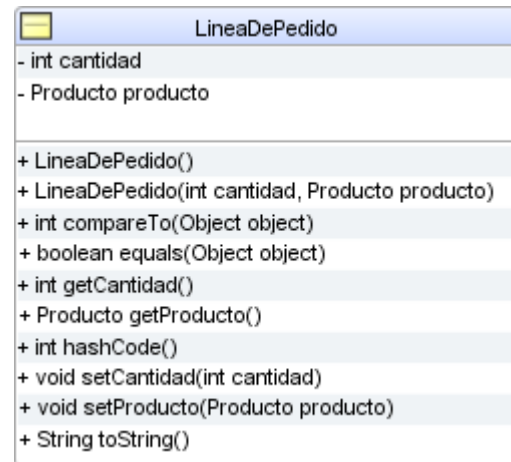 LineaDePedido
- int cantidad
- Producto producto
+ LineaDePedido()
+ LineaDePedido(int cantidad, Producto producto)
+ int compareTo(Object object)
+ boolean equals(Object object)
+ int getCantidad()
+ Producto getProducto()
+ int hashCode()
+ void setCantidad(int cantidad)
+ void setProducto(Producto producto)
+ String toString()